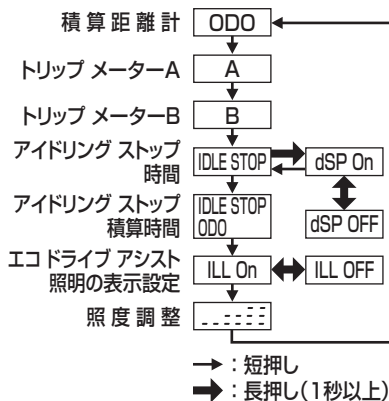 積算距離計 ODO
トリップ メーターA A
トリップ メーターB B
アイドリング ストップ
時間
IDLE STOP dSP On
dSP OFF
アイドリング ストップ
積算時間
IDLE STOP
ODO
エコ ドライブ アシスト
照明の表示設定
ILL On ILL OFF
照度調整
:短押し
:長押し(1秒以上)